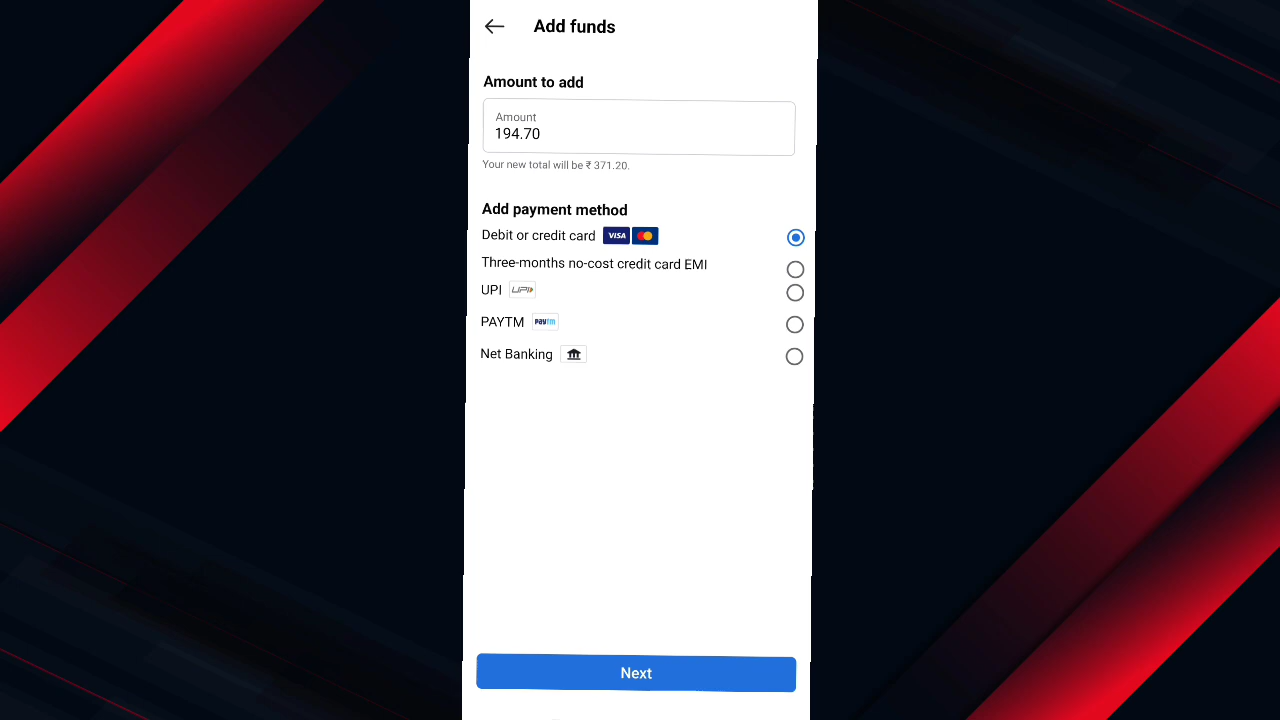 Add funds
Amount to add
Amount
194.70
Your new total will be ₹ 371.20.
Add payment method
Debit or credit card VISA
Three-months no-cost credit card EMI
UPI UPI
PAYTM Paytm
Net Banking
Next